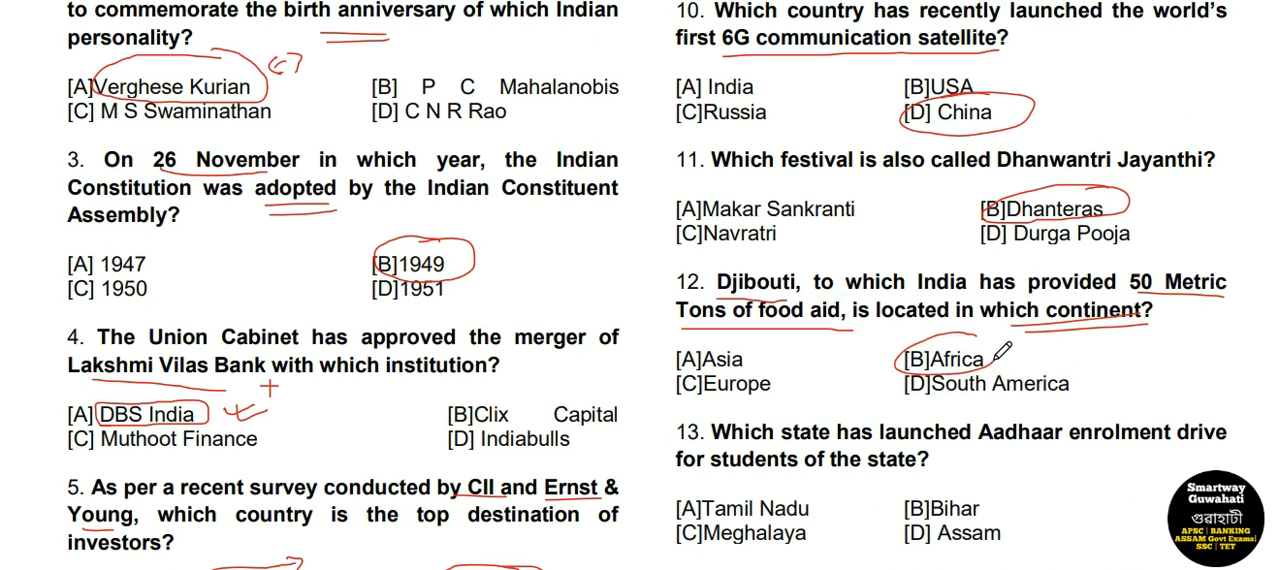 to commemorate the birth anniversary of which Indian
personality?
[A]Verghese Kurian [B] P C Mahalanobis
[C] M S Swaminathan [D] C N R Rao
3. On 26 November in which year, the Indian
Constitution was adopted by the Indian Constituent
Assembly?
[A] 1947 [B]1949
[C] 1950 [D]1951
4. The Union Cabinet has approved the merger of
Lakshmi Vilas Bank with which institution?
[A] DBS India [B]Clix Capital
[C] Muthoot Finance [D] Indiabulls
5. As per a recent survey conducted by CII and Ernst &
Young, which country is the top destination of
investors?
10. Which country has recently launched the world's
first 6G communication satellite?
[A] India [B]USA
[C]Russia [D] China
11. Which festival is also called Dhanwantri Jayanthi?
[A]Makar Sankranti [B]Dhanteras
[C]Navratri [D] Durga Pooja
12. Djibouti, to which India has provided 50 Metric
Tons of food aid, is located in which continent?
[A]Asia [B]Africa
[C]Europe [D]South America
13. Which state has launched Aadhaar enrolment drive
for students of the state?
[A]Tamil Nadu [B]Bihar
[C]Meghalaya [D] Assam
Smartway
Guwahati
গুৱাহাটী
APSC | BANKING
ASSAM Govt Exams|
SSC | TET